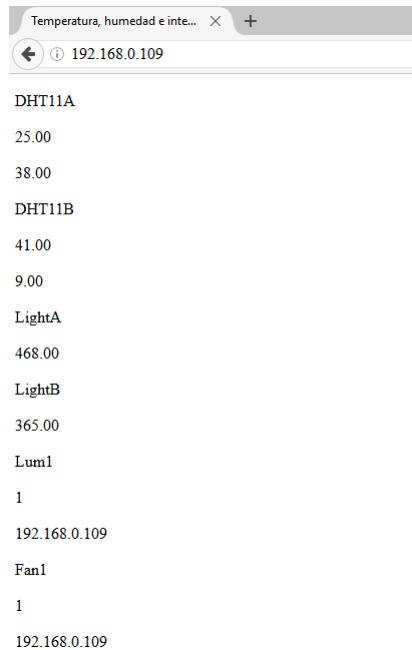 Temperatura, humedad e inte...
192.168.0.109
DHT11A
25.00
38.00
DHT11B
41.00
9.00
LightA
468.00
LightB
365.00
Lum1
1
192.168.0.109
Fan1
1
192.168.0.109